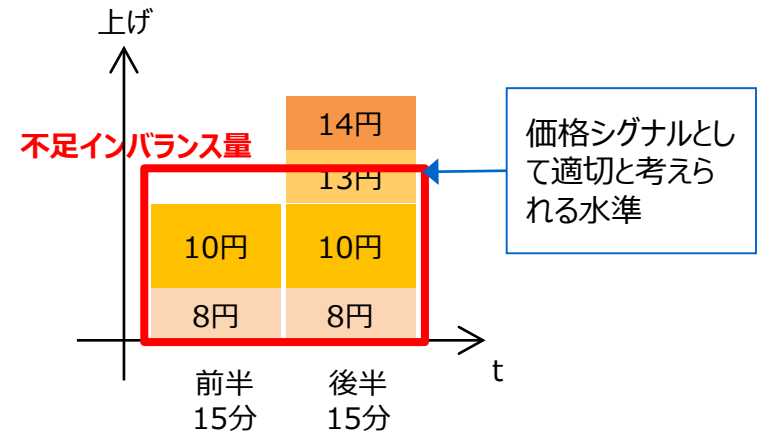 上げ
不足インバランス量
14円
13円
10円
10円
8円
8円
価格シグナルとし
て適切と考えら
れる水準
t
前半
15分
後半
15分